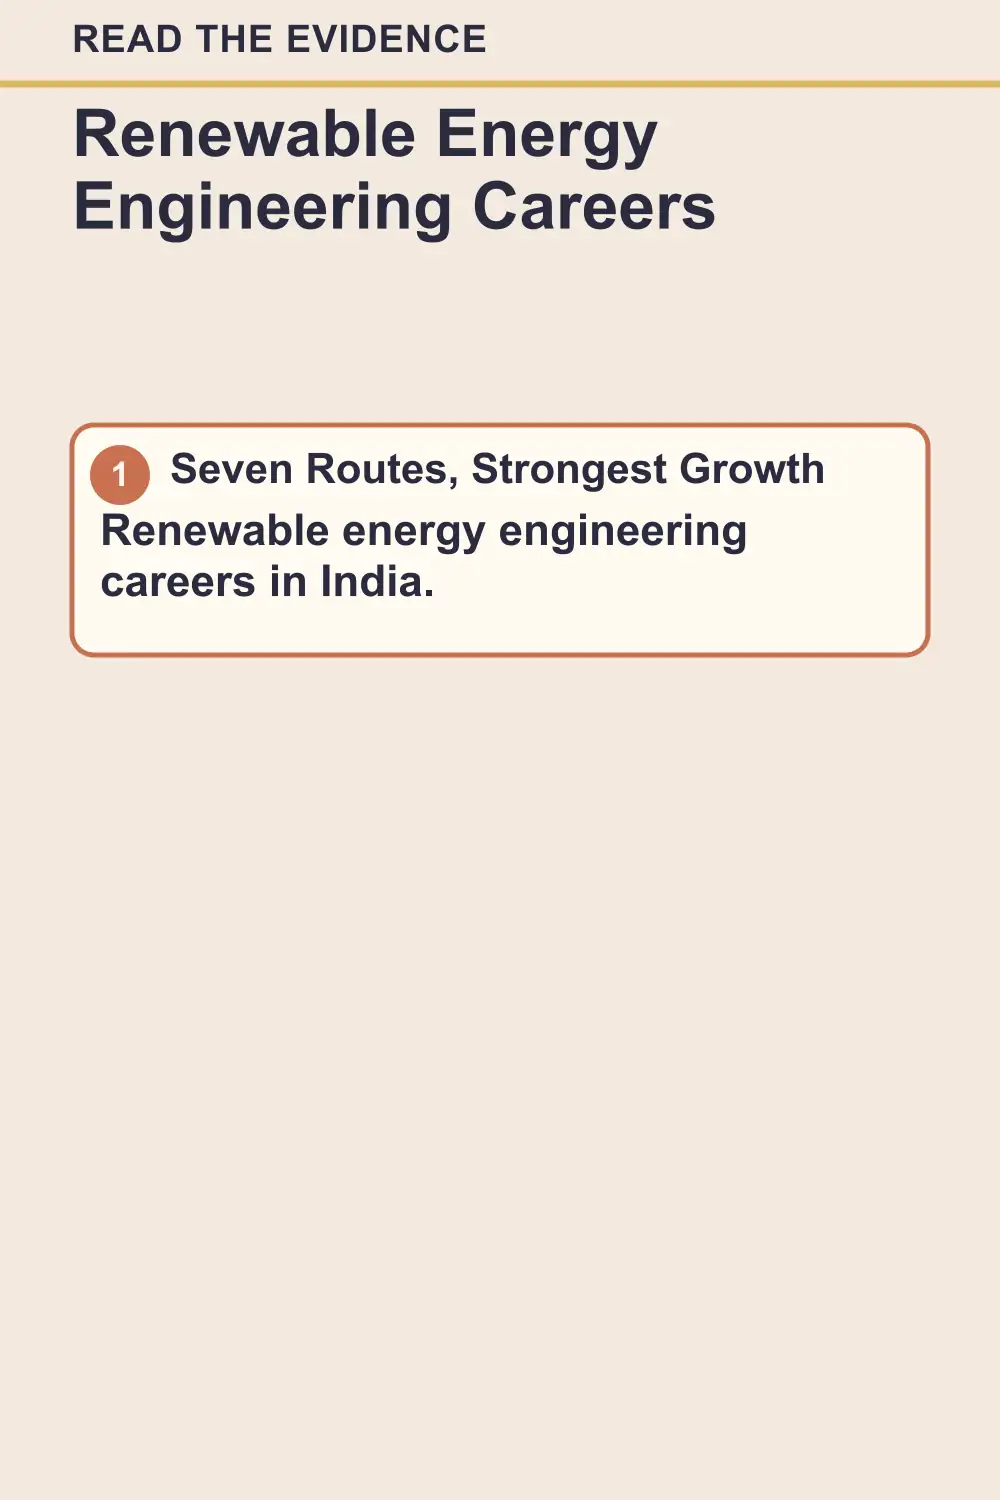 READ THE EVIDENCE
Renewable Energy
Engineering Careers
1 Seven Routes, Strongest Growth
Renewable energy engineering
careers in India.